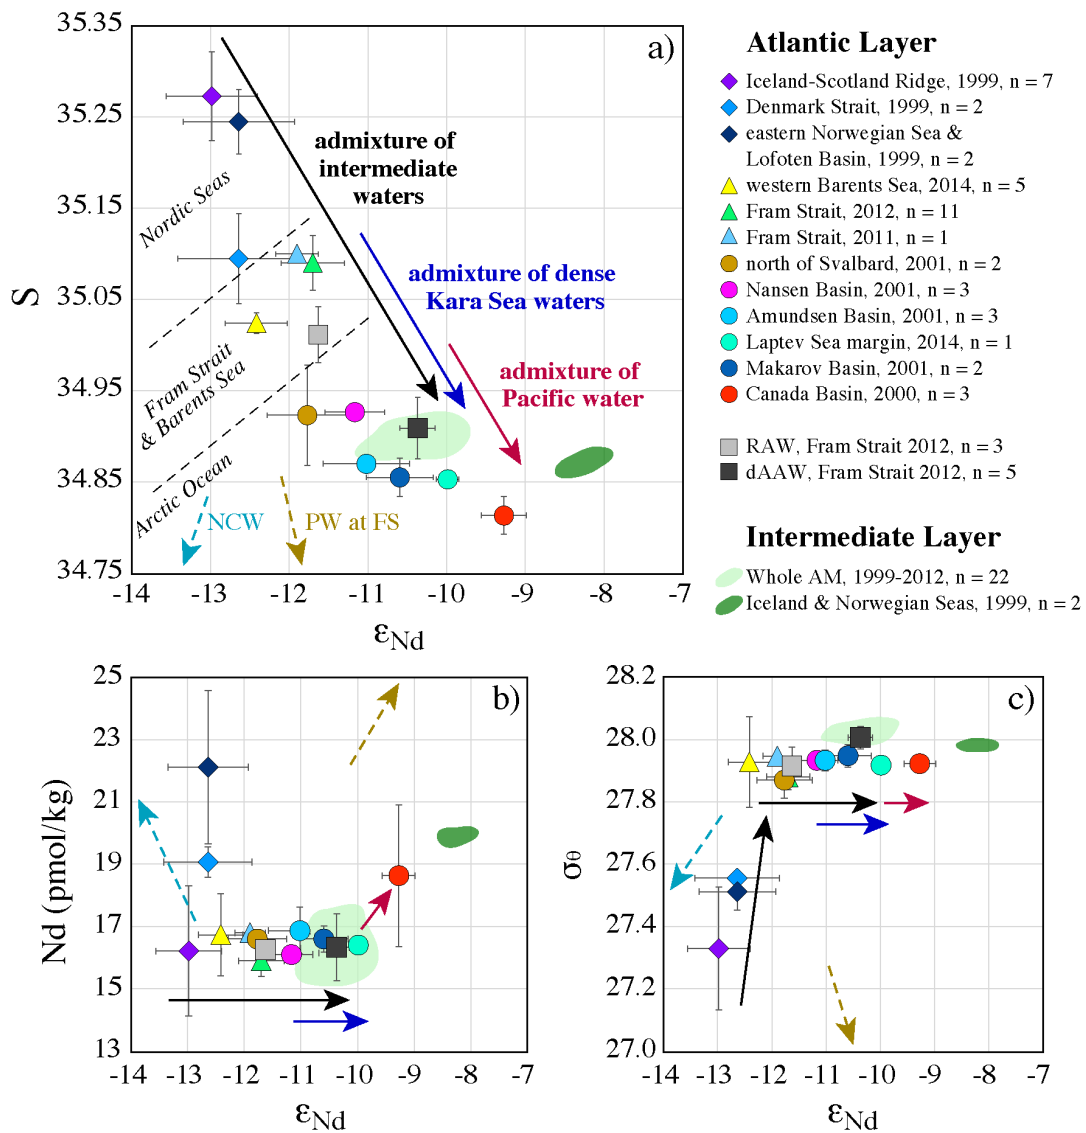 a)
35.35
35.25
35.15
35.05
34.95
34.85
34.75
S
-14
-13
-12
-11
-10
-9
-8
-7
εNd
admixture of
intermediate
waters
admixture of dense
Kara Sea waters
admixture of
Pacific water
Nordic Seas
Fram Strait
& Barents Sea
Arctic Ocean
NCW
PW at FS
Atlantic Layer
Iceland-Scotland Ridge, 1999, n = 7
Denmark Strait, 1999, n = 2
eastern Norwegian Sea &
Lofoten Basin, 1999, n = 2
western Barents Sea, 2014, n = 5
Fram Strait, 2012, n = 11
Fram Strait, 2011, n = 1
north of Svalbard, 2001, n = 2
Nansen Basin, 2001, n = 3
Amundsen Basin, 2001, n = 3
Laptev Sea margin, 2014, n = 1
Makarov Basin, 2001, n = 2
Canada Basin, 2000, n = 3
RAW, Fram Strait 2012, n = 3
dAAW, Fram Strait 2012, n = 5
Intermediate Layer
Whole AM, 1999-2012, n = 22
Iceland & Norwegian Seas, 1999, n = 2
b)
25
23
21
19
17
15
13
Nd (pmol/kg)
-14
-13
-12
-11
-10
-9
-8
-7
εNd
c)
28.2
28.0
27.8
27.6
27.4
27.2
27.0
σθ
-14
-13
-12
-11
-10
-9
-8
-7
εNd